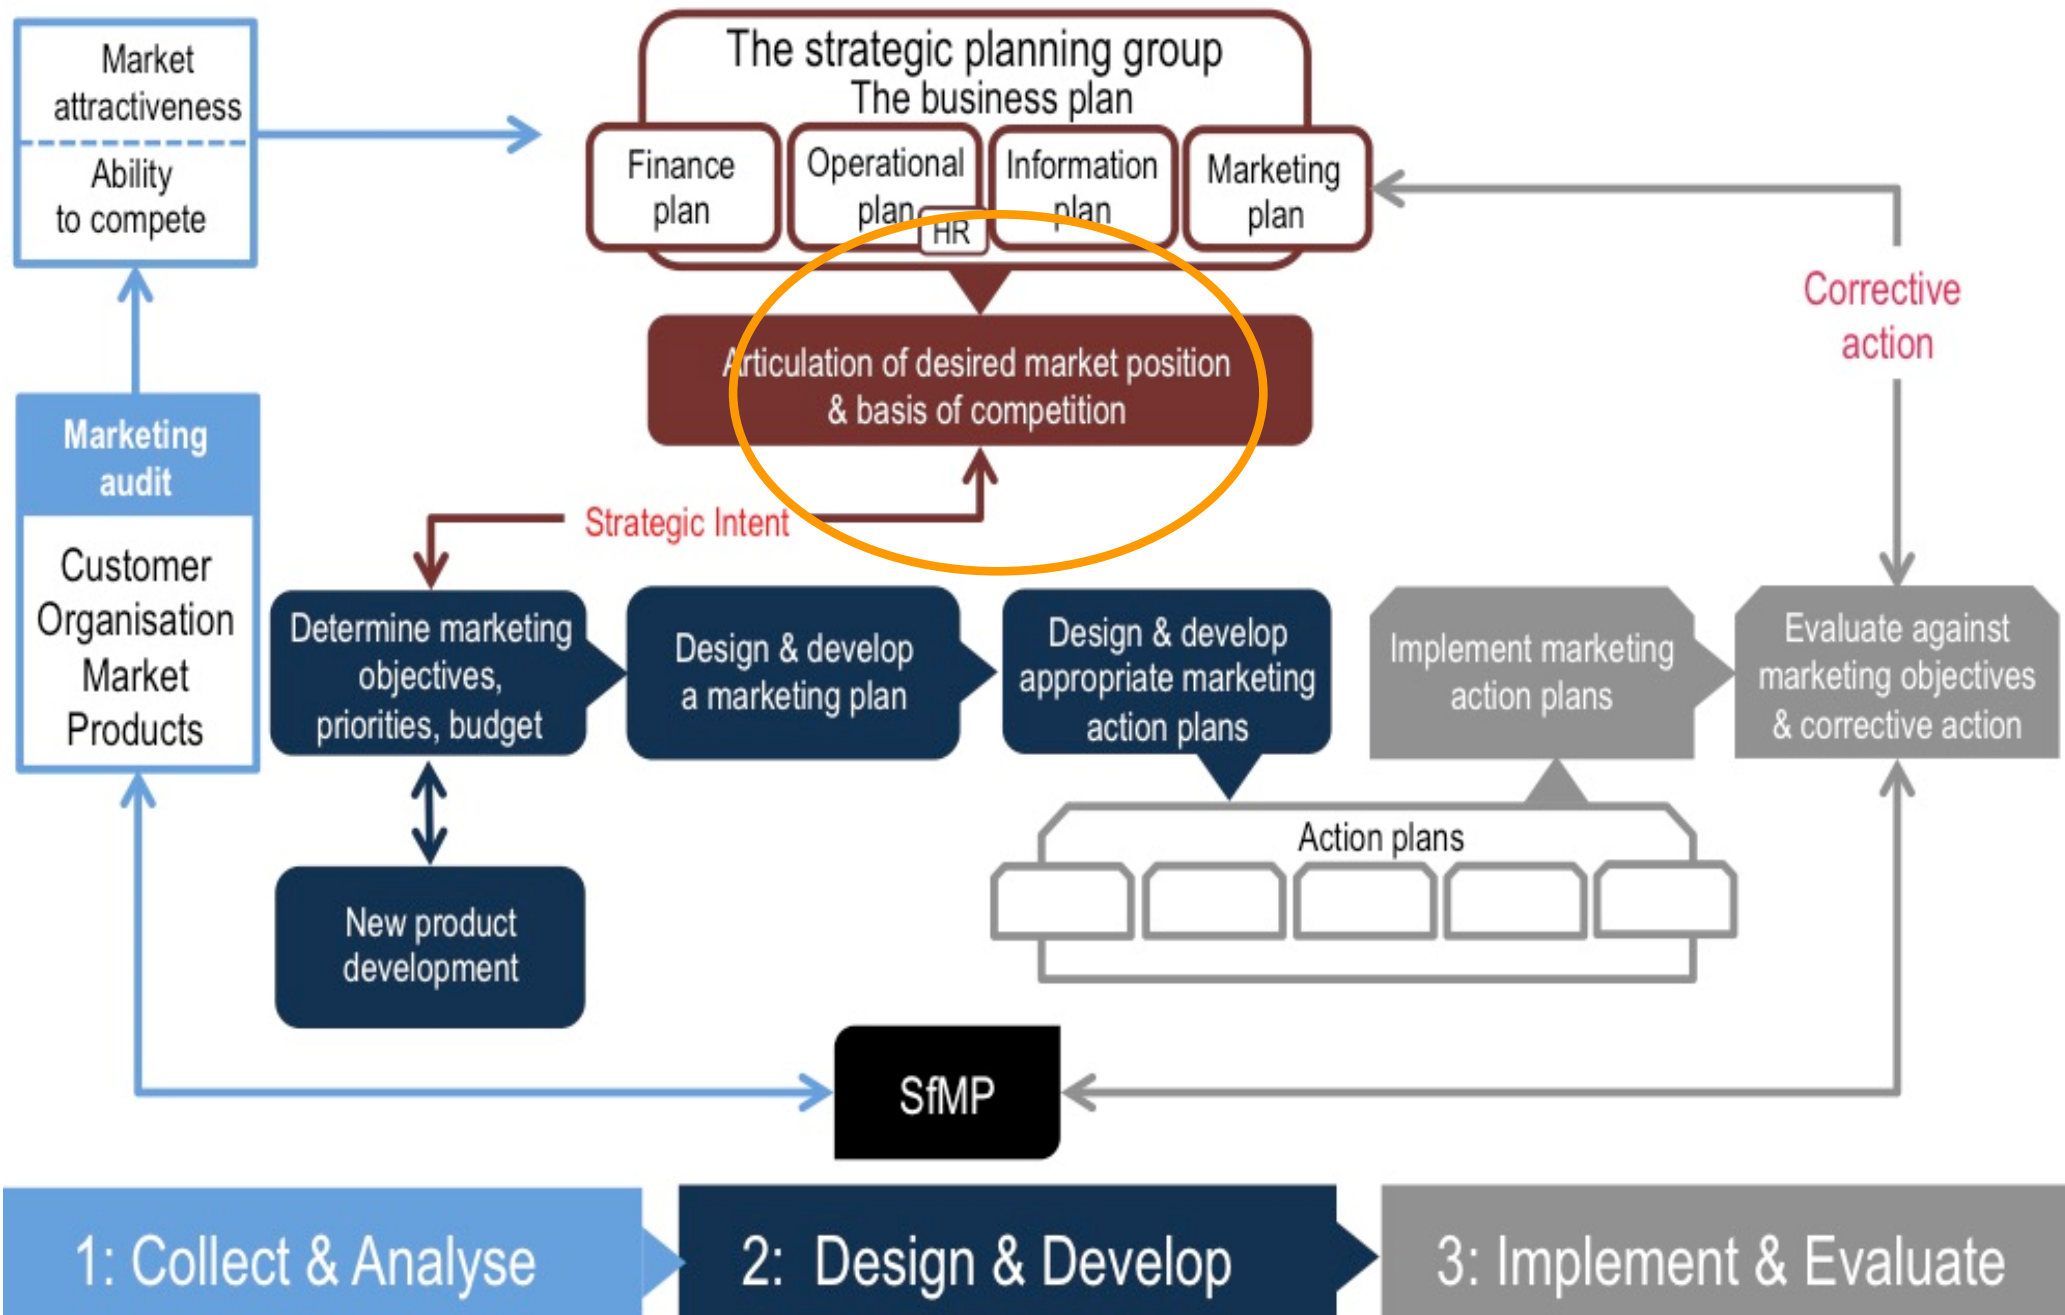 Market
attractiveness
Ability
to compete
The strategic planning group
The business plan
Finance
plan
Operational
plan
HR
Information
plan
Marketing
plan
Corrective
action
Articulation of desired market position
& basis of competition
Marketing
audit
Customer
Organisation
Market
Products
Strategic Intent
Determine marketing
objectives,
priorities, budget
Design & develop
a marketing plan
Design & develop
appropriate marketing
action plans
Implement marketing
action plans
Evaluate against
marketing objectives
& corrective action
Action plans
New product
development
SfMP
1: Collect & Analyse
2: Design & Develop
3: Implement & Evaluate